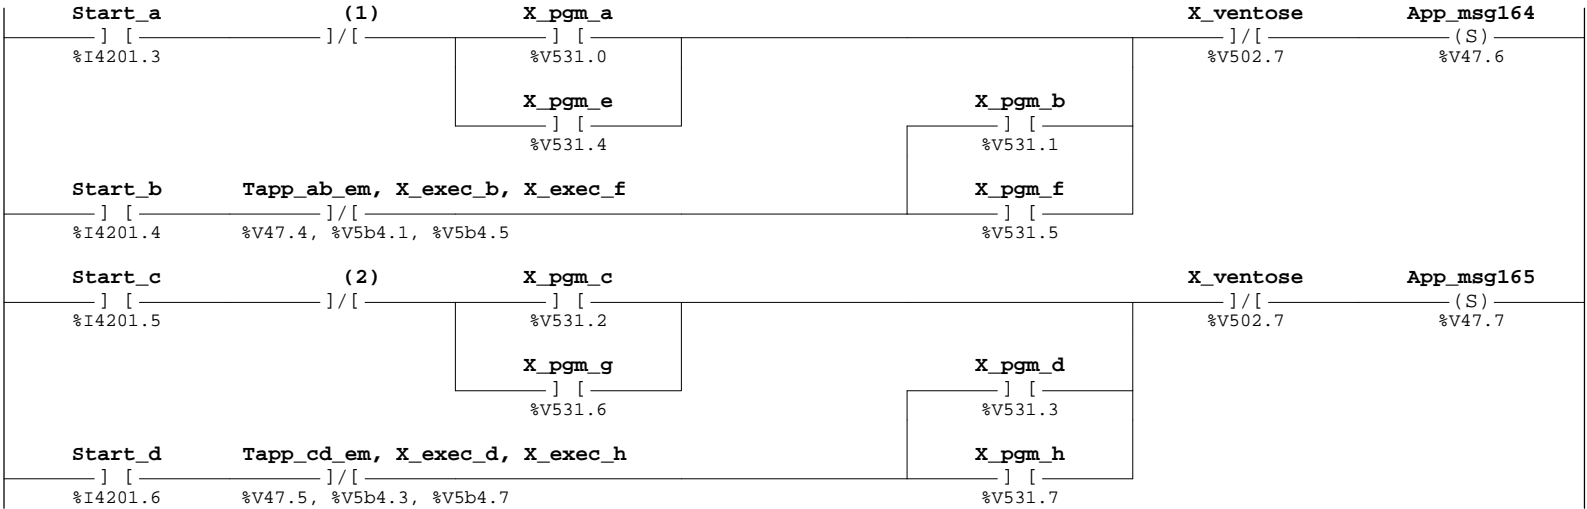 Start_a (1) X_pgm_a X_ventose App_msg164
] [ ]/[ ] [ ]/[ (S)
%I4201.3 %V531.0 %V502.7 %V47.6
X_pgm_e X_pgm_b
] [ ] [
%V531.4 %V531.1
Start_b Tapp_ab_em, X_exec_b, X_exec_f X_pgm_f
] [ ]/[ ] [
%I4201.4 %V47.4, %V5b4.1, %V5b4.5 %V531.5
Start_c (2) X_pgm_c X_ventose App_msg165
] [ ]/[ ] [ ]/[ (S)
%I4201.5 %V531.2 %V502.7 %V47.7
X_pgm_g X_pgm_d
] [ ] [
%V531.6 %V531.3
Start_d Tapp_cd_em, X_exec_d, X_exec_h X_pgm_h
] [ ]/[ ] [
%I4201.6 %V47.5, %V5b4.3, %V5b4.7 %V531.7